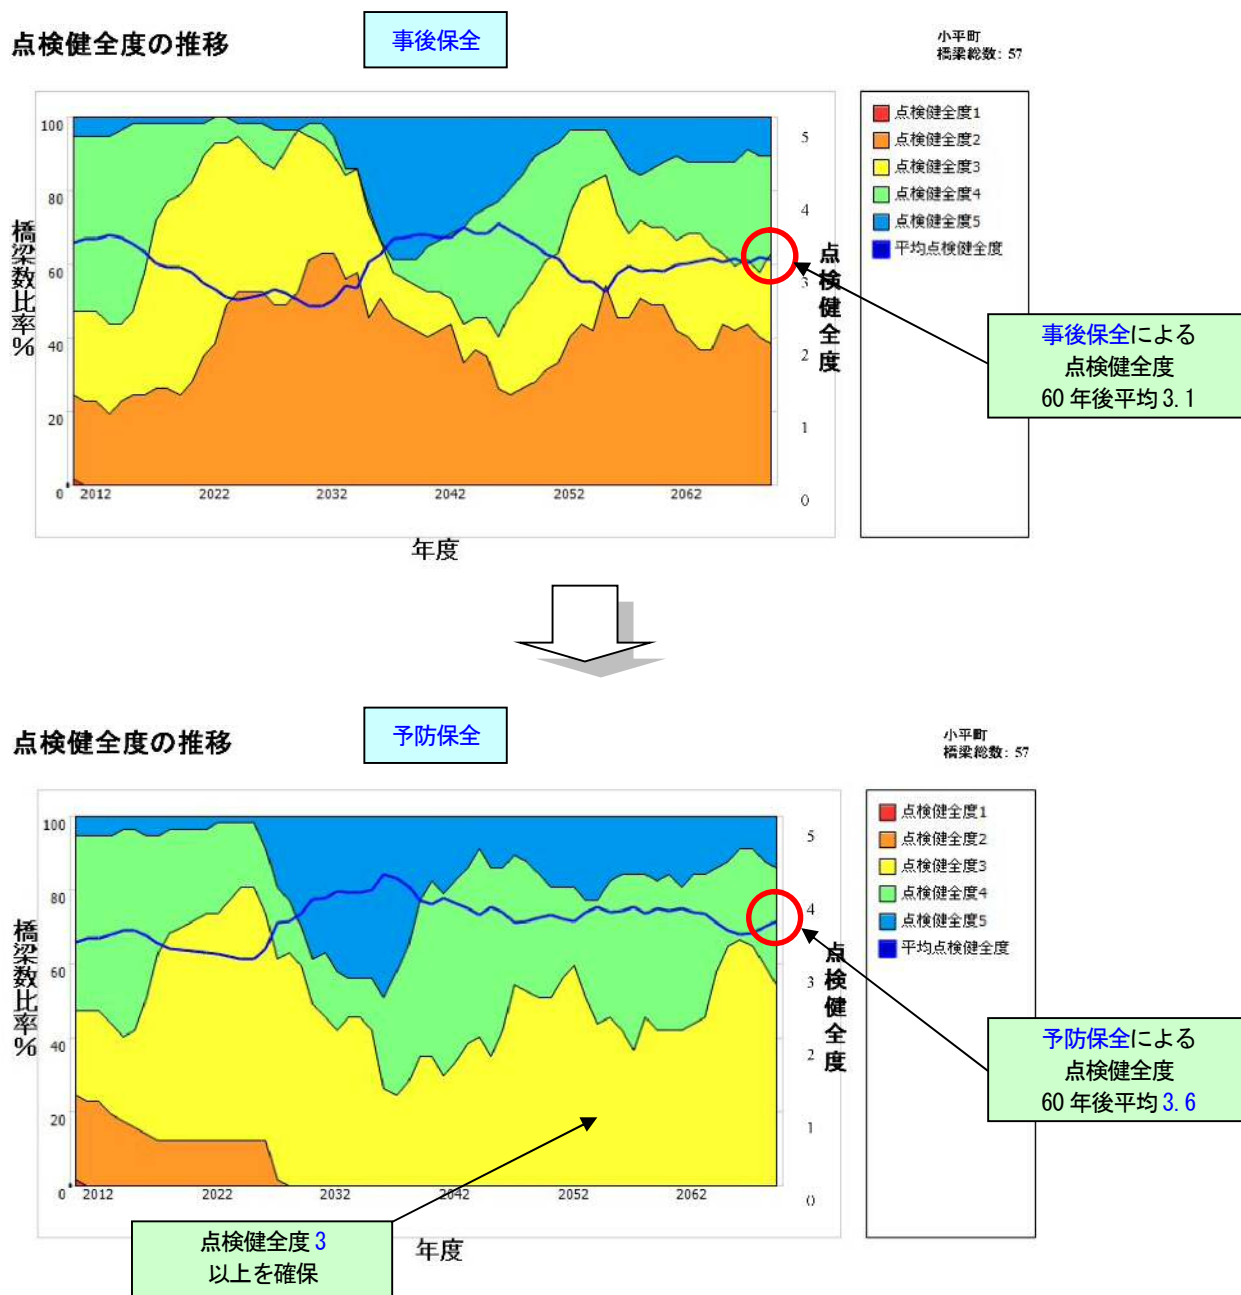 点検健全度の推移
事後保全
小平町
橋梁総数: 57
橋梁数比率%
100
80
60
40
20
0
2012
2022
2032
2042
2052
2062
年度
5
4
3
2
1
0
点検健全度
点検健全度1
点検健全度2
点検健全度3
点検健全度4
点検健全度5
平均点検健全度
事後保全による
点検健全度
60年後平均3.1
点検健全度の推移
予防保全
小平町
橋梁総数: 57
橋梁数比率%
100
80
60
40
20
0
2012
2022
2032
2042
2052
2062
年度
5
4
3
2
1
0
点検健全度
点検健全度1
点検健全度2
点検健全度3
点検健全度4
点検健全度5
平均点検健全度
予防保全による
点検健全度
60年後平均3.6
点検健全度3
以上を確保